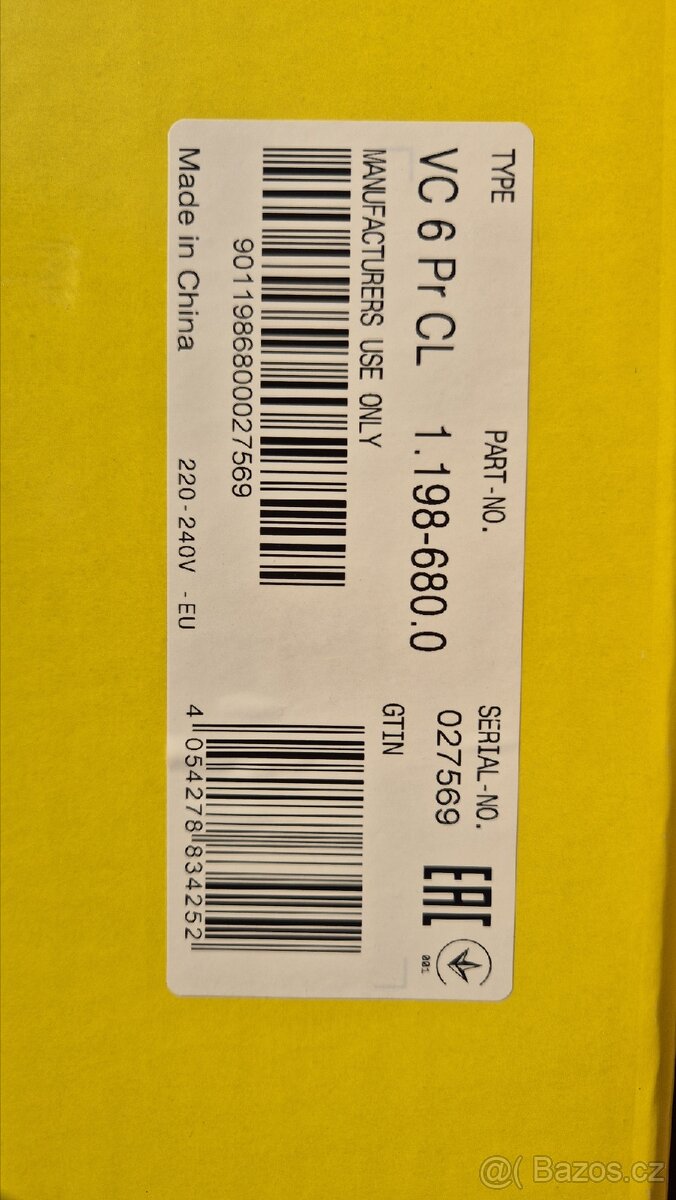 TYPE
VC 6 Pr CL
PART-NO.
1.198-680.0
SERIAL-NO.
027569
EAC
001
MANUFACTURERS USE ONLY
9011986800027569
GTIN
4 054278 834252
Made in China
220-240V -EU
@( Bazos.cz